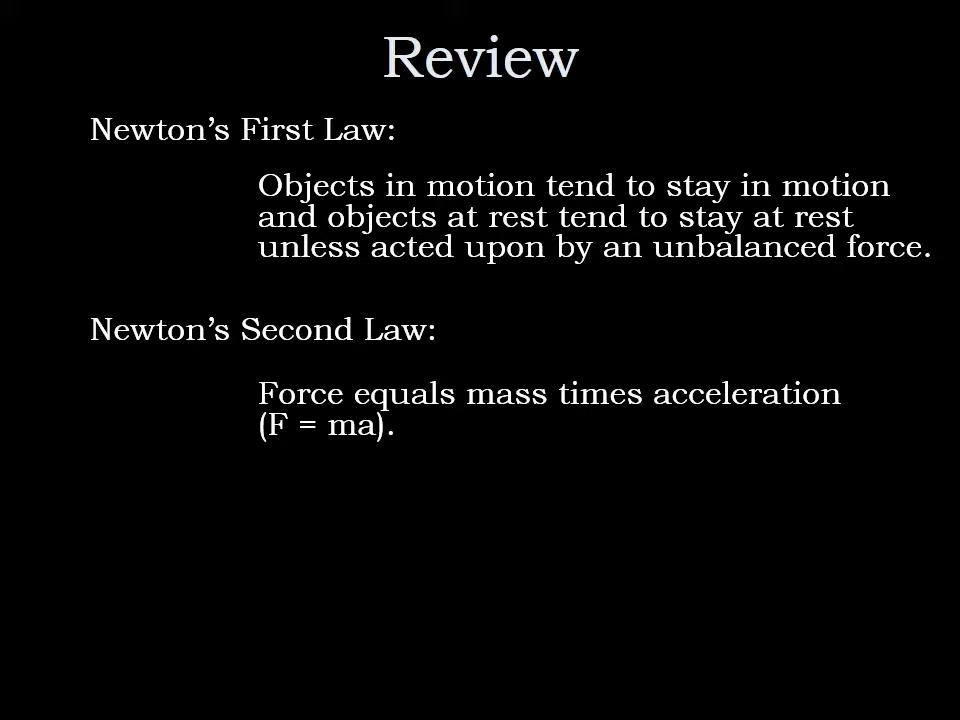 Review
Newton’s First Law:
Objects in motion tend to stay in motion
and objects at rest tend to stay at rest
unless acted upon by an unbalanced force.
Newton’s Second Law:
Force equals mass times acceleration
(F = ma).